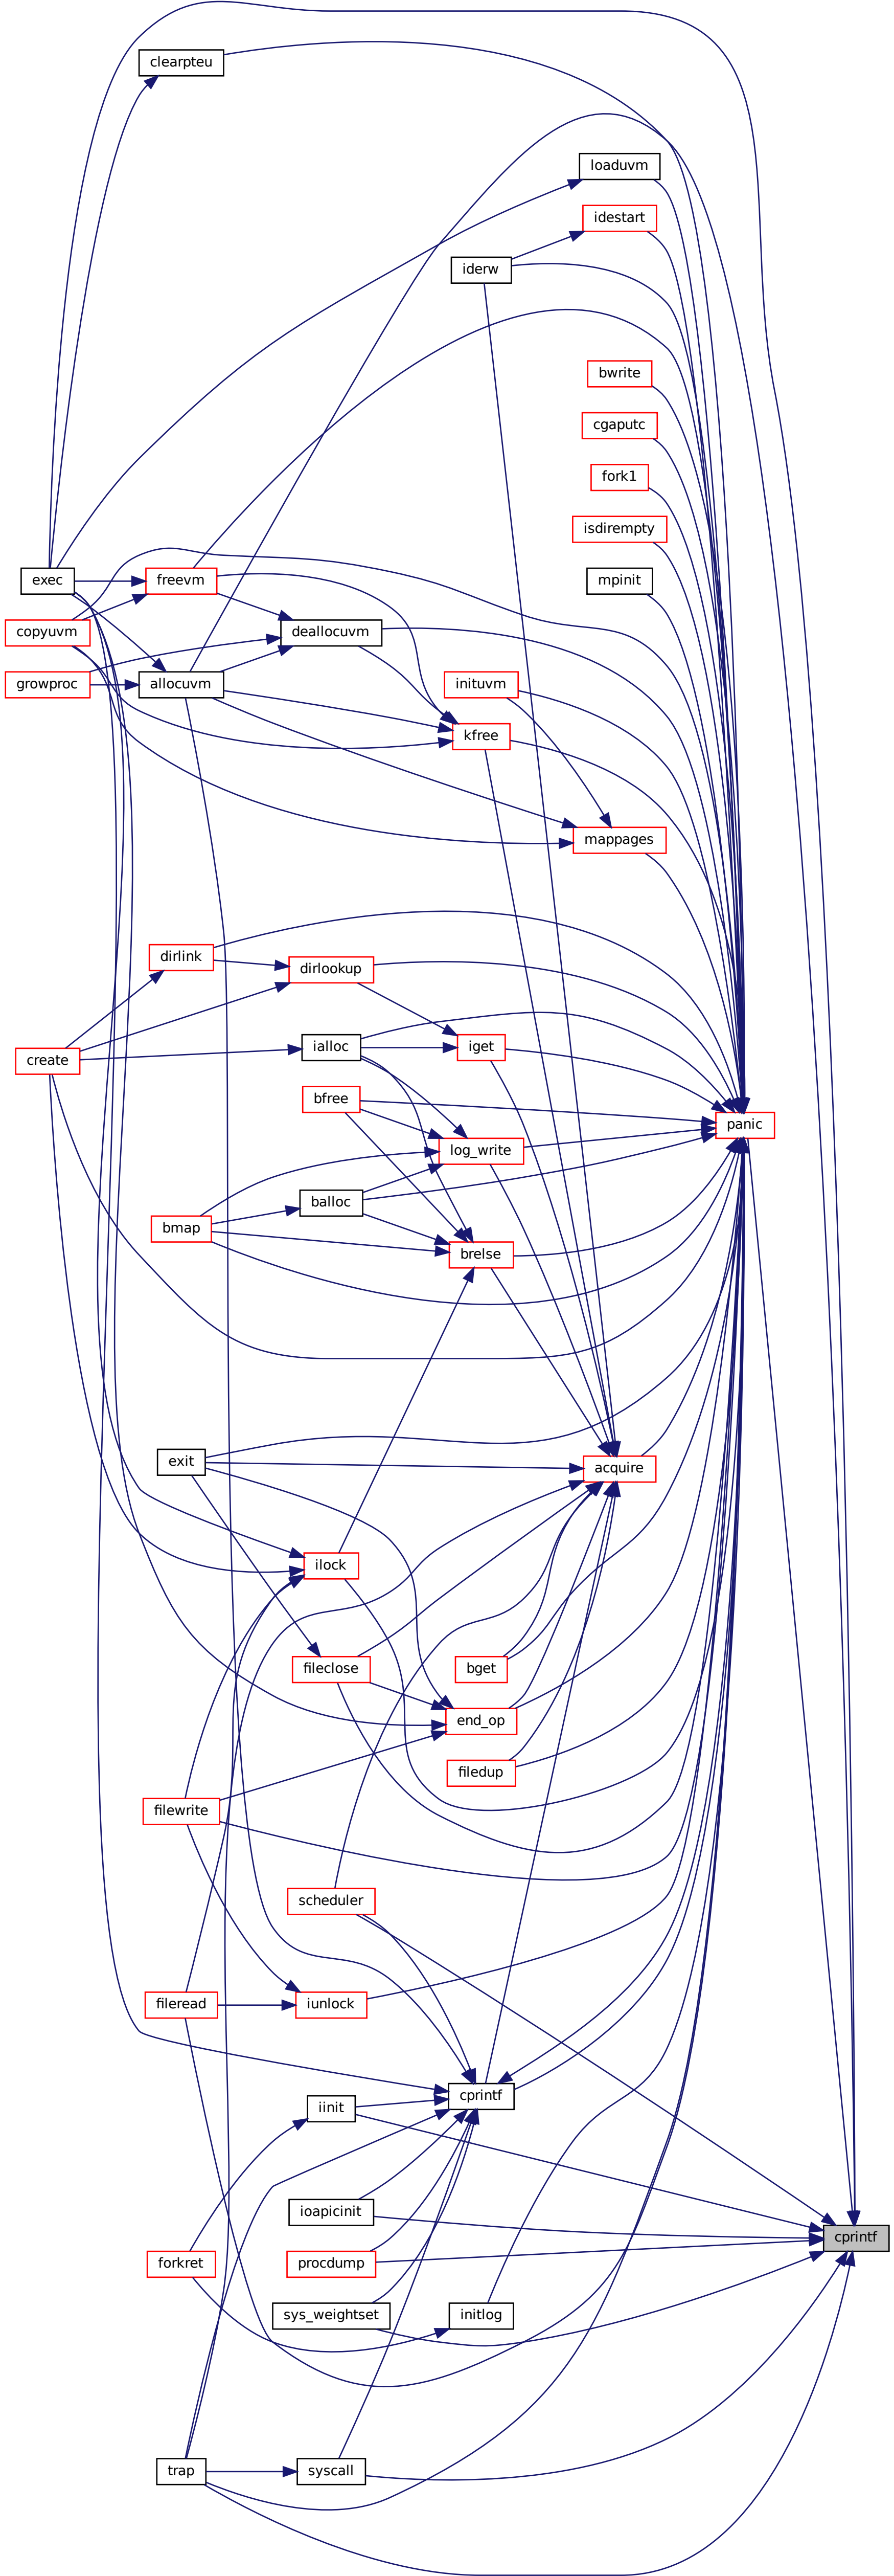 clearpteu
loaduvm
idestart
iderw
bwrite
cgaputc
fork1
isdirempty
exec
freevm
mpinit
copyuvm
deallocuvm
growproc
allocuvm
inituvm
kfree
mappages
dirlink
dirlookup
create
ialloc
iget
bfree
panic
log_write
balloc
bmap
brelse
exit
acquire
ilock
fileclose
bget
end_op
filedup
filewrite
scheduler
fileread
iunlock
cprintf
iinit
ioapicinit
cprintf
forkret
procdump
sys_weightset
initlog
trap
syscall